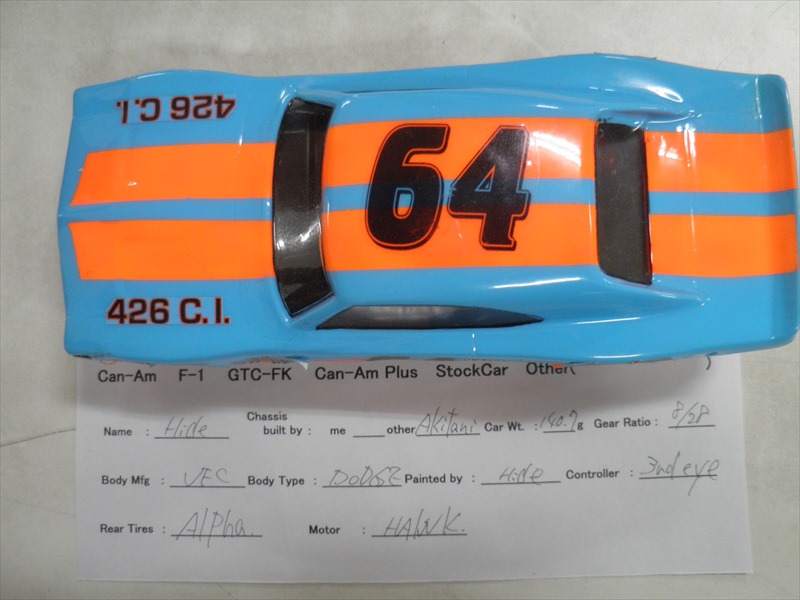 426 C.I.
64
426 C.I.
Can-Am F-1 GTC-FK Can-Am Plus StockCar Other( )
Name : Hide Chassis built by : me ____ other Akitani Car Wt. : 140.7 g Gear Ratio : 8/28
Body Mfg : Body Type : DODGE Painted by : Hide Controller : 3rd eye
Rear Tires : Alpha. Motor : HAWK.